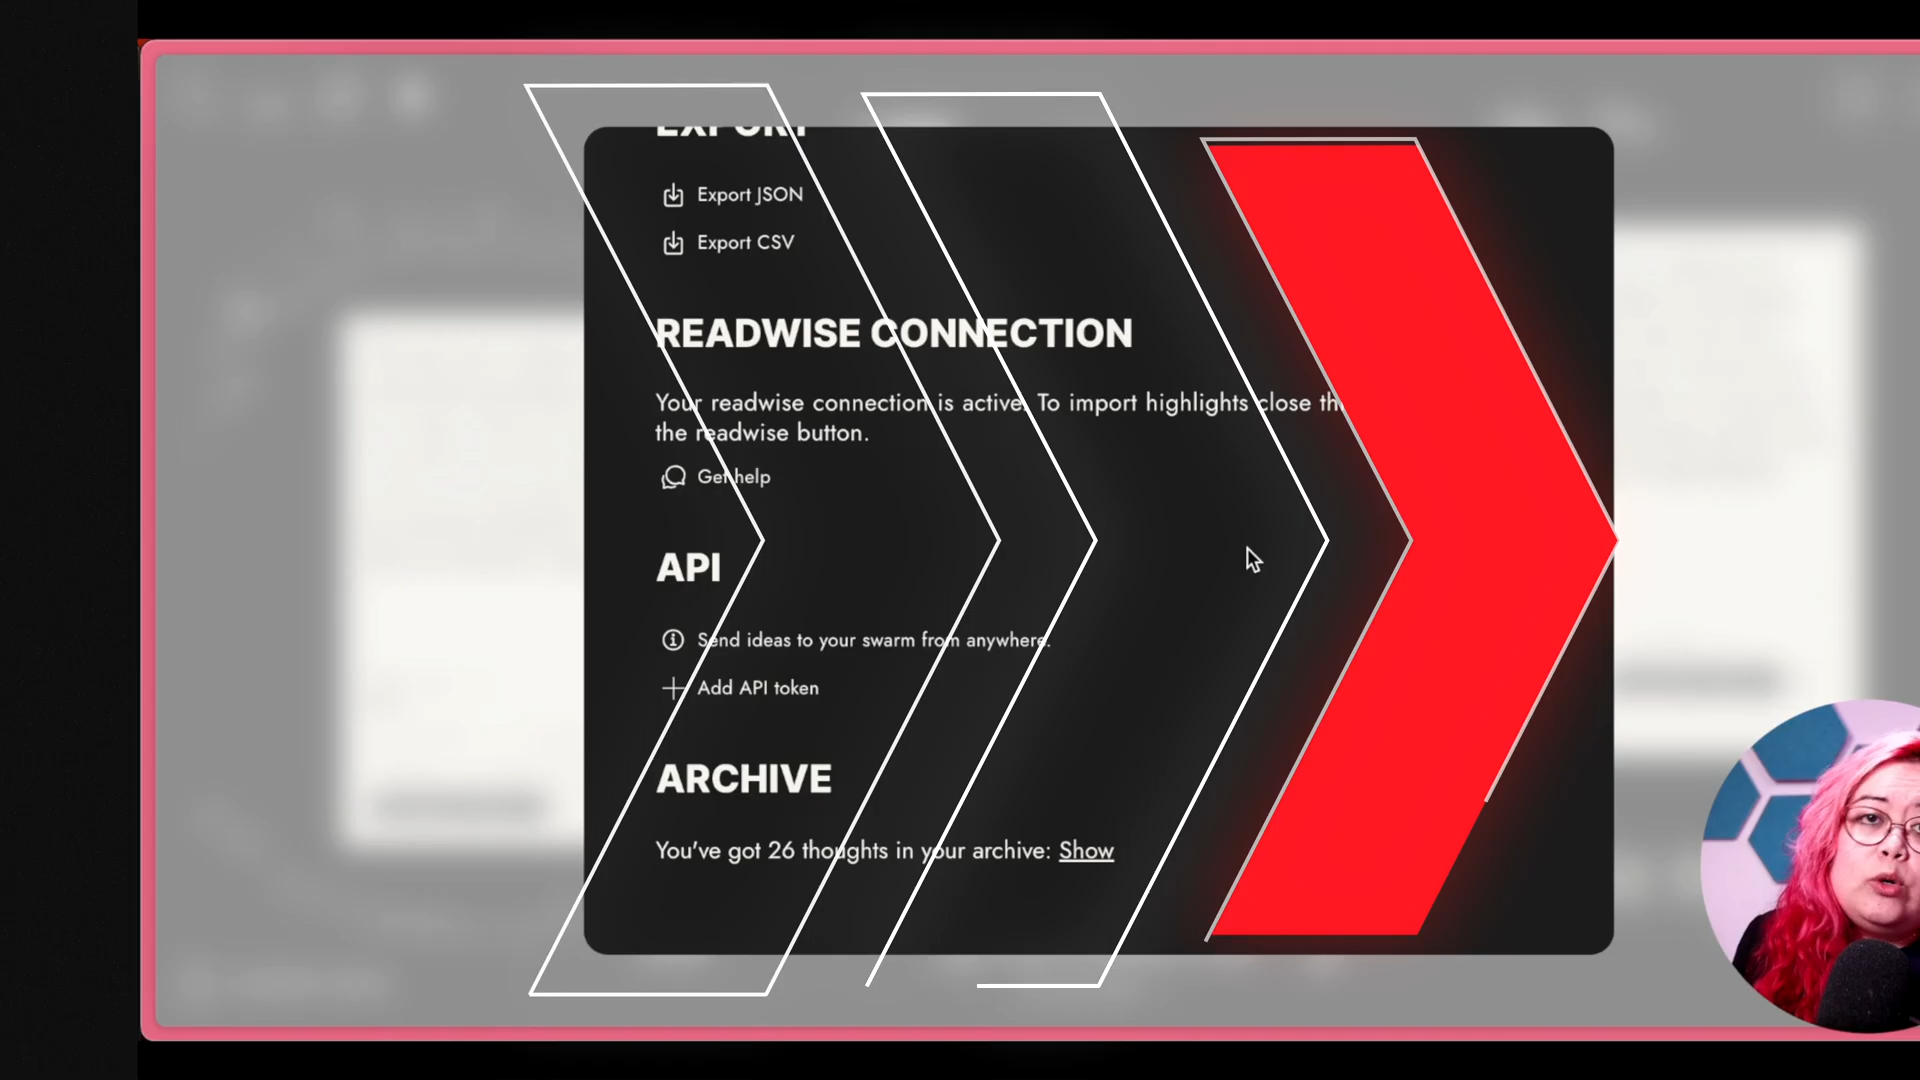 EXPORT
Export JSON
Export CSV
READWISE CONNECTION
Your readwise connection is active. To import highlights close
the readwise button.
Get help
API
Send ideas to your swarm from anywhere.
Add API token
ARCHIVE
You've got 26 thoughts in your archive: Show